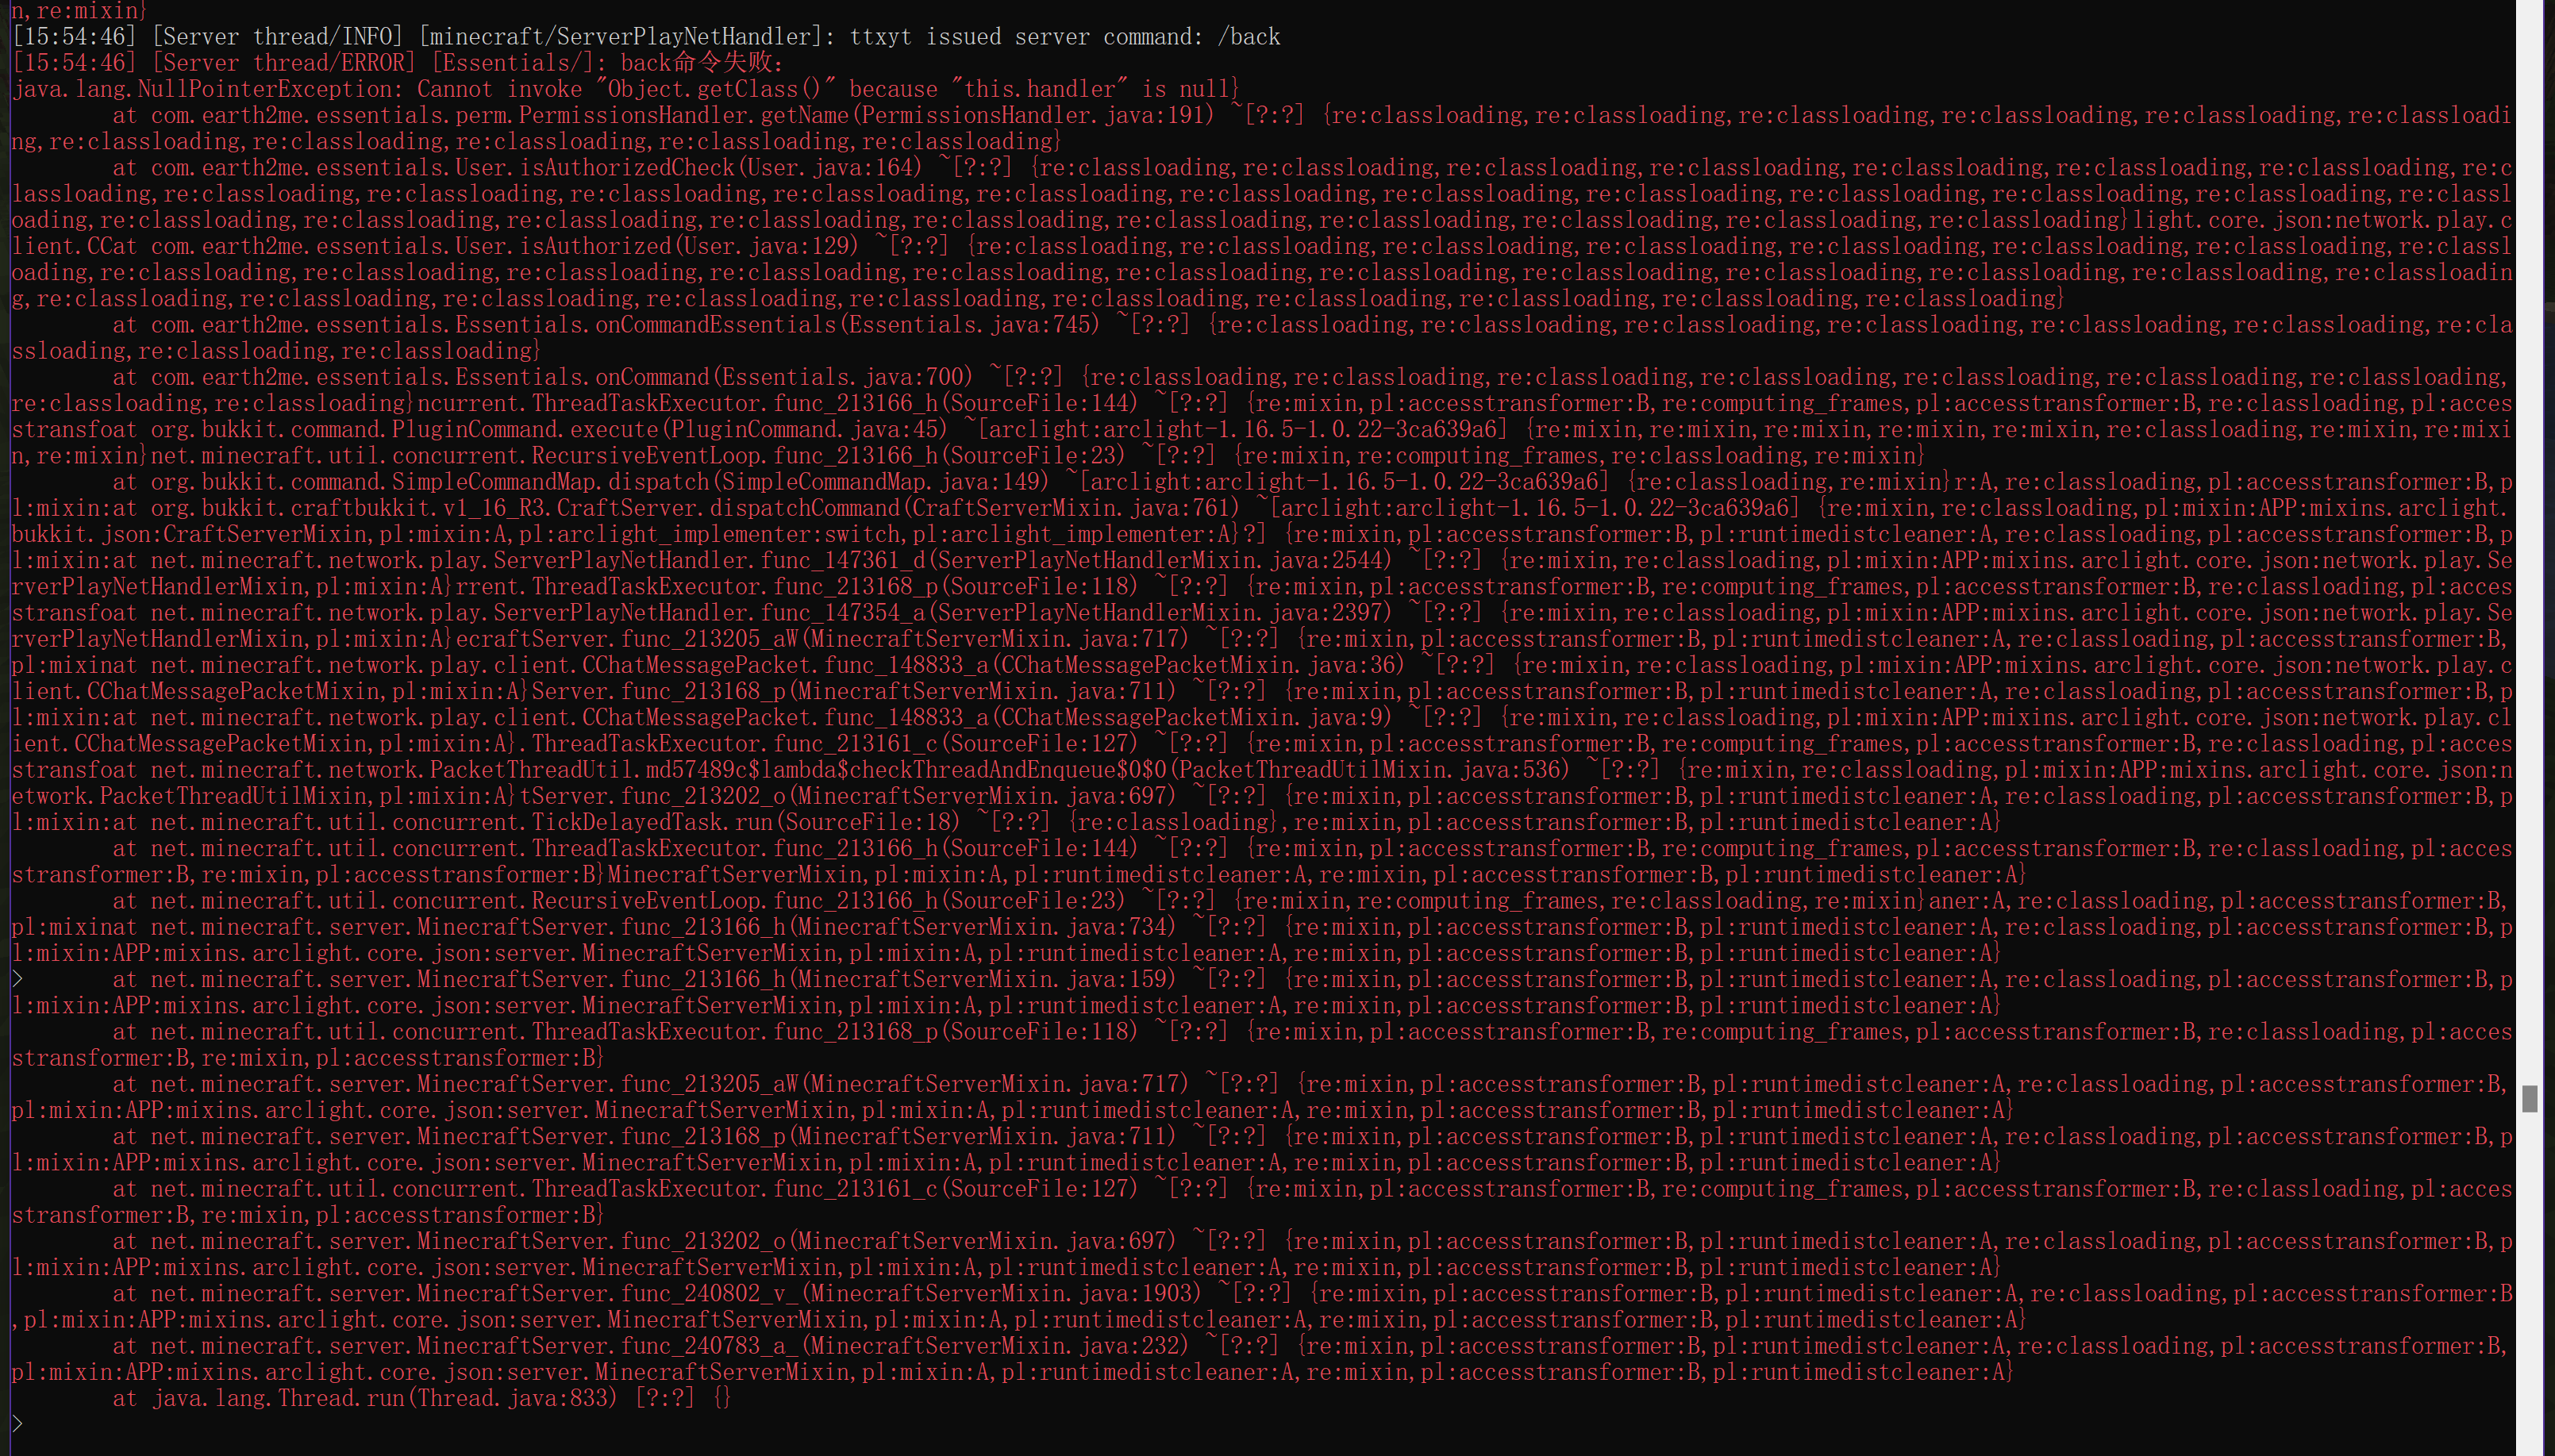 n,re:mixin}
[15:54:46] [Server thread/INFO] [minecraft/ServerPlayNetHandler]: ttxyt issued server command: /back
[15:54:46] [Server thread/ERROR] [Essentials/]: back命令失败:
java.lang.NullPointerException: Cannot invoke "Object.getClass()" because "this.handler" is null}
at com.earth2me.essentials.perm.PermissionsHandler.getName(PermissionsHandler.java:191) ~[?:?] {re:classloading,re:classloading,re:classloading,re:classloading,re:classloading,re:classloadi
ng,re:classloading,re:classloading,re:classloading,re:classloading,re:classloading}
at com.earth2me.essentials.User.isAuthorizedCheck(User.java:164) ~[?:?] {re:classloading,re:classloading,re:classloading,re:classloading,re:classloading,re:classloading,re:classloading,re:c
lassloading,re:classloading,re:classloading,re:classloading,re:classloading,re:classloading,re:classloading,re:classloading,re:classloading,re:classloading,re:classloading,re:classloading,re:classl
oading,re:classloading,re:classloading,re:classloading,re:classloading,re:classloading,re:classloading,re:classloading,re:classloading,re:classloading,re:classloading}light.core.json:network.play.c
lient.CCat com.earth2me.essentials.User.isAuthorized(User.java:129) ~[?:?] {re:classloading,re:classloading,re:classloading,re:classloading,re:classloading,re:classloading,re:classloading,re:classl
oading,re:classloading,re:classloading,re:classloading,re:classloading,re:classloading,re:classloading,re:classloading,re:classloading,re:classloading,re:classloading,re:classloading,re:classloadin
g,re:classloading,re:classloading,re:classloading,re:classloading,re:classloading,re:classloading,re:classloading,re:classloading,re:classloading,re:classloading}
at com.earth2me.essentials.Essentials.onCommandEssentials(Essentials.java:745) ~[?:?] {re:classloading,re:classloading,re:classloading,re:classloading,re:classloading,re:classloading,re:cla
ssloading,re:classloading,re:classloading}
at com.earth2me.essentials.Essentials.onCommand(Essentials.java:700) ~[?:?] {re:classloading,re:classloading,re:classloading,re:classloading,re:classloading,re:classloading,re:classloading,
re:classloading,re:classloading}ncurrent.ThreadTaskExecutor.func_213166_h(SourceFile:144) ~[?:?] {re:mixin,pl:accesstransformer:B,re:computing_frames,pl:accesstransformer:B,re:classloading,pl:acces
stransfoat org.bukkit.command.PluginCommand.execute(PluginCommand.java:45) ~[arclight:arclight-1.16.5-1.0.22-3ca639a6] {re:mixin,re:mixin,re:mixin,re:mixin,re:mixin,re:classloading,re:mixin,re:mixi
n,re:mixin}net.minecraft.util.concurrent.RecursiveEventLoop.func_213166_h(SourceFile:23) ~[?:?] {re:mixin,re:computing_frames,re:classloading,re:mixin}
at org.bukkit.command.SimpleCommandMap.dispatch(SimpleCommandMap.java:149) ~[arclight:arclight-1.16.5-1.0.22-3ca639a6] {re:classloading,re:mixin}r:A,re:classloading,pl:accesstransformer:B,p
l:mixin:at org.bukkit.craftbukkit.v1_16_R3.CraftServer.dispatchCommand(CraftServerMixin.java:761) ~[arclight:arclight-1.16.5-1.0.22-3ca639a6] {re:mixin,re:classloading,pl:mixin:APP:mixins.arclight.
bukkit.json:CraftServerMixin,pl:mixin:A,pl:arclight_implementer:switch,pl:arclight_implementer:A}?] {re:mixin,pl:accesstransformer:B,pl:runtimedistcleaner:A,re:classloading,pl:accesstransformer:B,p
l:mixin:at net.minecraft.network.play.ServerPlayNetHandler.func_147361_d(ServerPlayNetHandlerMixin.java:2544) ~[?:?] {re:mixin,re:classloading,pl:mixin:APP:mixins.arclight.core.json:network.play.Se
rverPlayNetHandlerMixin,pl:mixin:A}rrent.ThreadTaskExecutor.func_213168_p(SourceFile:118) ~[?:?] {re:mixin,pl:accesstransformer:B,re:computing_frames,pl:accesstransformer:B,re:classloading,pl:acces
stransfoat net.minecraft.network.play.ServerPlayNetHandler.func_147354_a(ServerPlayNetHandlerMixin.java:2397) ~[?:?] {re:mixin,re:classloading,pl:mixin:APP:mixins.arclight.core.json:network.play.Se
rverPlayNetHandlerMixin,pl:mixin:A}ecraftServer.func_213205_aW(MinecraftServerMixin.java:717) ~[?:?] {re:mixin,pl:accesstransformer:B,pl:runtimedistcleaner:A,re:classloading,pl:accesstransformer:B,
pl:mixinat net.minecraft.network.play.client.CChatMessagePacket.func_148833_a(CChatMessagePacketMixin.java:36) ~[?:?] {re:mixin,re:classloading,pl:mixin:APP:mixins.arclight.core.json:network.play.c
lient.CChatMessagePacketMixin,pl:mixin:A}Server.func_213168_p(MinecraftServerMixin.java:711) ~[?:?] {re:mixin,pl:accesstransformer:B,pl:runtimedistcleaner:A,re:classloading,pl:accesstransformer:B,p
l:mixin:at net.minecraft.network.play.client.CChatMessagePacket.func_148833_a(CChatMessagePacketMixin.java:9) ~[?:?] {re:mixin,re:classloading,pl:mixin:APP:mixins.arclight.core.json:network.play.cl
ient.CChatMessagePacketMixin,pl:mixin:A}.ThreadTaskExecutor.func_213161_c(SourceFile:127) ~[?:?] {re:mixin,pl:accesstransformer:B,re:computing_frames,pl:accesstransformer:B,re:classloading,pl:acces
stransfoat net.minecraft.network.PacketThreadUtil.md57489c$lambda$checkThreadAndEnqueue$0$0(PacketThreadUtilMixin.java:536) ~[?:?] {re:mixin,re:classloading,pl:mixin:APP:mixins.arclight.core.json:n
etwork.PacketThreadUtilMixin,pl:mixin:A}tServer.func_213202_o(MinecraftServerMixin.java:697) ~[?:?] {re:mixin,pl:accesstransformer:B,pl:runtimedistcleaner:A,re:classloading,pl:accesstransformer:B,p
l:mixin:at net.minecraft.util.concurrent.TickDelayedTask.run(SourceFile:18) ~[?:?] {re:classloading},re:mixin,pl:accesstransformer:B,pl:runtimedistcleaner:A}
at net.minecraft.util.concurrent.ThreadTaskExecutor.func_213166_h(SourceFile:144) ~[?:?] {re:mixin,pl:accesstransformer:B,re:computing_frames,pl:accesstransformer:B,re:classloading,pl:acces
stransformer:B,re:mixin,pl:accesstransformer:B}MinecraftServerMixin,pl:mixin:A,pl:runtimedistcleaner:A,re:mixin,pl:accesstransformer:B,pl:runtimedistcleaner:A}
at net.minecraft.util.concurrent.RecursiveEventLoop.func_213166_h(SourceFile:23) ~[?:?] {re:mixin,re:computing_frames,re:classloading,re:mixin}aner:A,re:classloading,pl:accesstransformer:B,
pl:mixinat net.minecraft.server.MinecraftServer.func_213166_h(MinecraftServerMixin.java:734) ~[?:?] {re:mixin,pl:accesstransformer:B,pl:runtimedistcleaner:A,re:classloading,pl:accesstransformer:B,p
l:mixin:APP:mixins.arclight.core.json:server.MinecraftServerMixin,pl:mixin:A,pl:runtimedistcleaner:A,re:mixin,pl:accesstransformer:B,pl:runtimedistcleaner:A}
> at net.minecraft.server.MinecraftServer.func_213166_h(MinecraftServerMixin.java:159) ~[?:?] {re:mixin,pl:accesstransformer:B,pl:runtimedistcleaner:A,re:classloading,pl:accesstransformer:B,p
l:mixin:APP:mixins.arclight.core.json:server.MinecraftServerMixin,pl:mixin:A,pl:runtimedistcleaner:A,re:mixin,pl:accesstransformer:B,pl:runtimedistcleaner:A}
at net.minecraft.util.concurrent.ThreadTaskExecutor.func_213168_p(SourceFile:118) ~[?:?] {re:mixin,pl:accesstransformer:B,re:computing_frames,pl:accesstransformer:B,re:classloading,pl:acces
stransformer:B,re:mixin,pl:accesstransformer:B}
at net.minecraft.server.MinecraftServer.func_213205_aW(MinecraftServerMixin.java:717) ~[?:?] {re:mixin,pl:accesstransformer:B,pl:runtimedistcleaner:A,re:classloading,pl:accesstransformer:B,
pl:mixin:APP:mixins.arclight.core.json:server.MinecraftServerMixin,pl:mixin:A,pl:runtimedistcleaner:A,re:mixin,pl:accesstransformer:B,pl:runtimedistcleaner:A}
at net.minecraft.server.MinecraftServer.func_213168_p(MinecraftServerMixin.java:711) ~[?:?] {re:mixin,pl:accesstransformer:B,pl:runtimedistcleaner:A,re:classloading,pl:accesstransformer:B,p
l:mixin:APP:mixins.arclight.core.json:server.MinecraftServerMixin,pl:mixin:A,pl:runtimedistcleaner:A,re:mixin,pl:accesstransformer:B,pl:runtimedistcleaner:A}
at net.minecraft.util.concurrent.ThreadTaskExecutor.func_213161_c(SourceFile:127) ~[?:?] {re:mixin,pl:accesstransformer:B,re:computing_frames,pl:accesstransformer:B,re:classloading,pl:acces
stransformer:B,re:mixin,pl:accesstransformer:B}
at net.minecraft.server.MinecraftServer.func_213202_o(MinecraftServerMixin.java:697) ~[?:?] {re:mixin,pl:accesstransformer:B,pl:runtimedistcleaner:A,re:classloading,pl:accesstransformer:B,p
l:mixin:APP:mixins.arclight.core.json:server.MinecraftServerMixin,pl:mixin:A,pl:runtimedistcleaner:A,re:mixin,pl:accesstransformer:B,pl:runtimedistcleaner:A}
at net.minecraft.server.MinecraftServer.func_240802_v_(MinecraftServerMixin.java:1903) ~[?:?] {re:mixin,pl:accesstransformer:B,pl:runtimedistcleaner:A,re:classloading,pl:accesstransformer:B
,pl:mixin:APP:mixins.arclight.core.json:server.MinecraftServerMixin,pl:mixin:A,pl:runtimedistcleaner:A,re:mixin,pl:accesstransformer:B,pl:runtimedistcleaner:A}
at net.minecraft.server.MinecraftServer.func_240783_a_(MinecraftServerMixin.java:232) ~[?:?] {re:mixin,pl:accesstransformer:B,pl:runtimedistcleaner:A,re:classloading,pl:accesstransformer:B,
pl:mixin:APP:mixins.arclight.core.json:server.MinecraftServerMixin,pl:mixin:A,pl:runtimedistcleaner:A,re:mixin,pl:accesstransformer:B,pl:runtimedistcleaner:A}
at java.lang.Thread.run(Thread.java:833) [?:?] {}
>